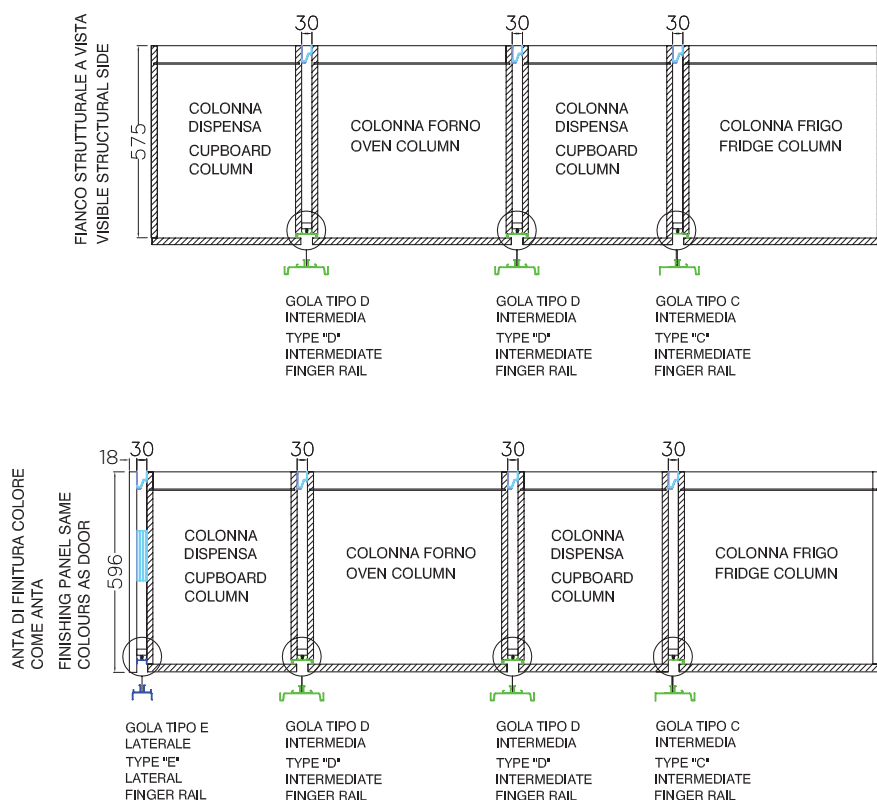 30
30
30
FIANCO STRUTTURALE A VISTA
VISIBLE STRUCTURAL SIDE
575
COLONNA
DISPENSA
CUPBOARD
COLUMN
COLONNA FORNO
OVEN COLUMN
COLONNA
DISPENSA
CUPBOARD
COLUMN
COLONNA FRIGO
FRIDGE COLUMN
GOLA TIPO D
INTERMEDIA
TYPE "D"
INTERMEDIATE
FINGER RAIL
GOLA TIPO D
INTERMEDIA
TYPE "D"
INTERMEDIATE
FINGER RAIL
GOLA TIPO C
INTERMEDIA
TYPE "C"
INTERMEDIATE
FINGER RAIL
18
30
30
30
30
ANTA DI FINITURA COLORE
COME ANTA
FINISHING PANEL SAME
COLOURS AS DOOR
596
COLONNA
DISPENSA
CUPBOARD
COLUMN
COLONNA FORNO
OVEN COLUMN
COLONNA
DISPENSA
CUPBOARD
COLUMN
COLONNA FRIGO
FRIDGE COLUMN
GOLA TIPO E
LATERALE
TYPE "E"
LATERAL
FINGER RAIL
GOLA TIPO D
INTERMEDIA
TYPE "D"
INTERMEDIATE
FINGER RAIL
GOLA TIPO D
INTERMEDIA
TYPE "D"
INTERMEDIATE
FINGER RAIL
GOLA TIPO C
INTERMEDIA
TYPE "C"
INTERMEDIATE
FINGER RAIL